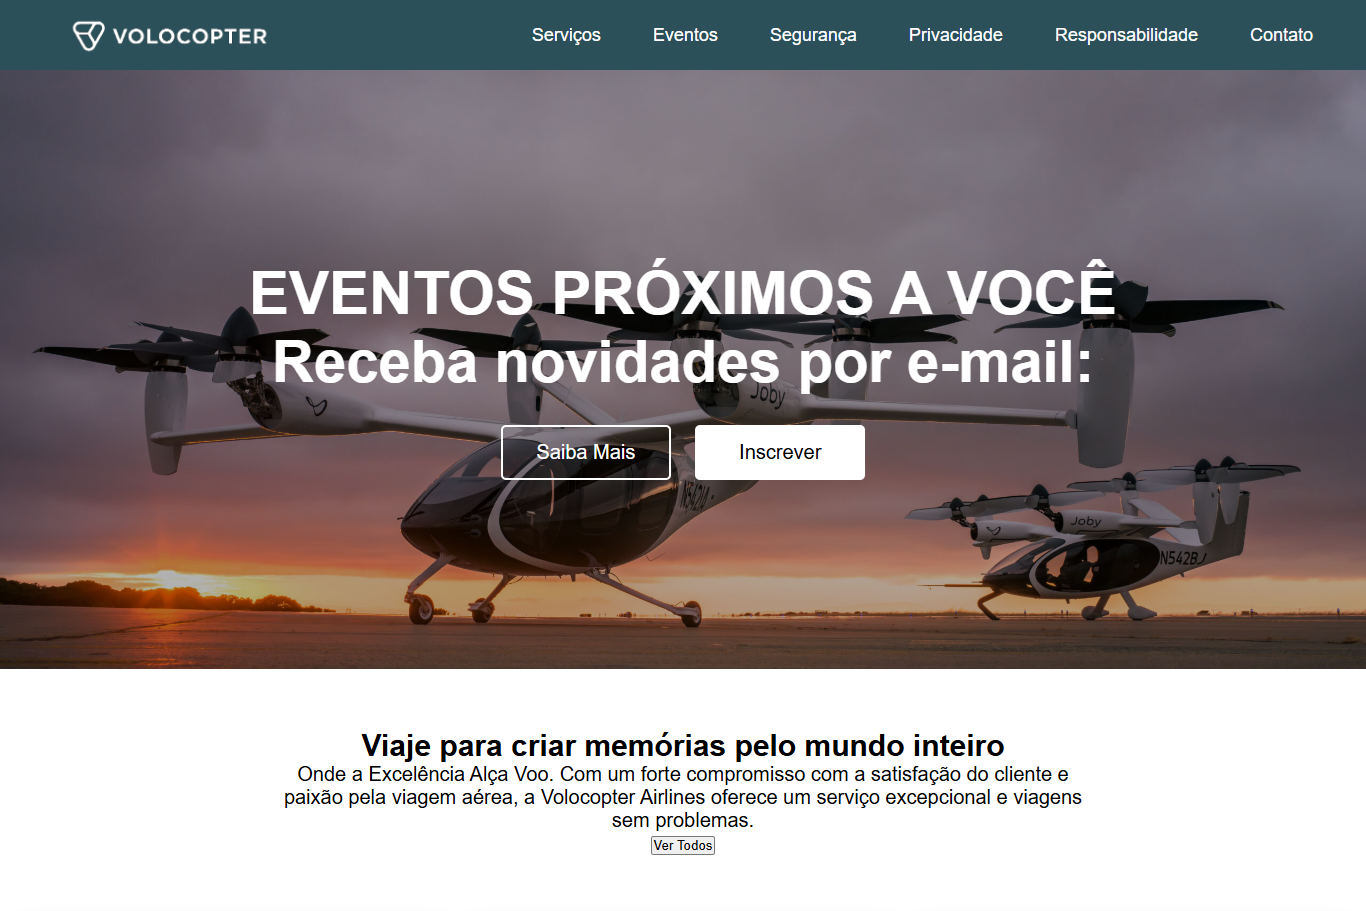 VOLOCOPTER
Serviços Eventos Segurança Privacidade Responsabilidade Contato
EVENTOS PRÓXIMOS A VOCÊ
Receba novidades por e-mail:
Joby
Saiba Mais Inscrever
N542JA
Joby
N542BJ
Viaje para criar memórias pelo mundo inteiro
Onde a Excelência Alça Voo. Com um forte compromisso com a satisfação do cliente e
paixão pela viagem aérea, a Volocopter Airlines oferece um serviço excepcional e viagens
sem problemas.
Ver Todos